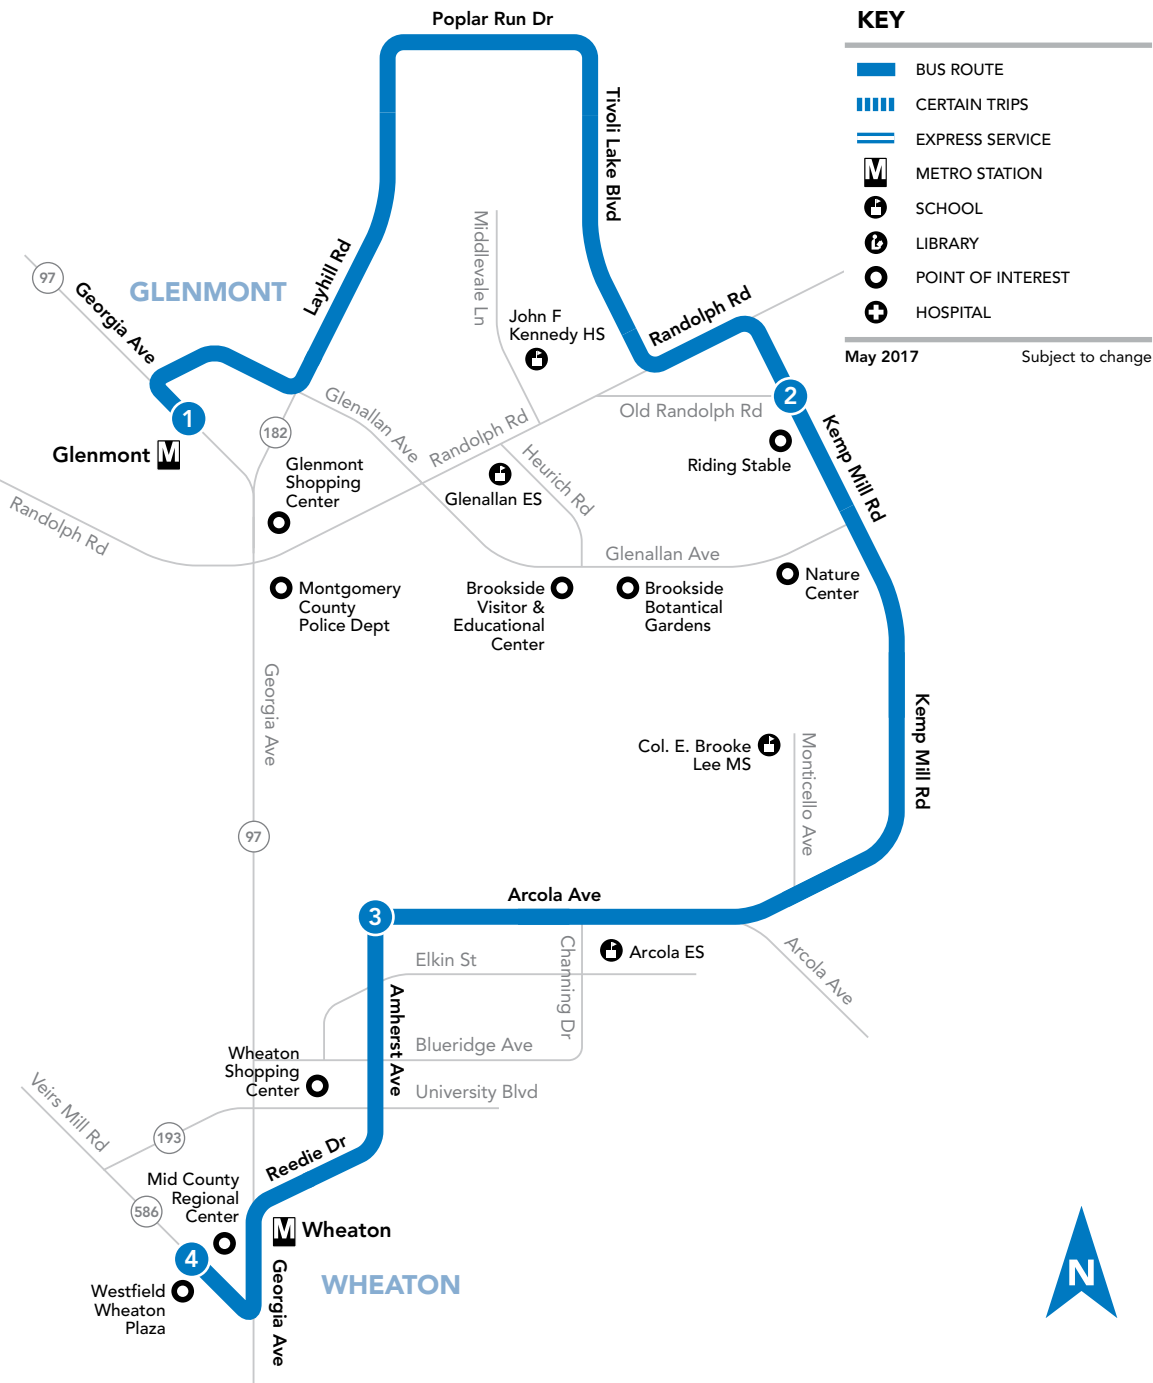 Poplar Run Dr
KEY
BUS ROUTE
CERTAIN TRIPS
EXPRESS SERVICE
M METRO STATION
SCHOOL
LIBRARY
POINT OF INTEREST
HOSPITAL
May 2017 Subject to change
Tivoli Lake Blvd
Middlevale Ln
Layhill Rd
97
GLENMONT
Georgia Ave
John F
Kennedy HS
Randolph Rd
1
2
Glenmont M
182
Glenallan Ave
Randolph Rd
Old Randolph Rd
Riding Stable
Kemp Mill Rd
Glenmont
Shopping
Center
Glenallan ES
Heurich Rd
Randolph Rd
Glenallan Ave
Montgomery
County
Police Dept
Brookside
Visitor &
Educational
Center
Brookside
Botantical
Gardens
Nature
Center
Georgia Ave
Kemp Mill Rd
Col. E. Brooke
Lee MS
Monticello Ave
97
Arcola Ave
3
Elkin St
Channing Dr
Arcola ES
Arcola Ave
Amherst Ave
Blueridge Ave
Wheaton
Shopping
Center
University Blvd
Veirs Mill Rd
193
Reedie Dr
Mid County
Regional
Center
586
M Wheaton
4
WHEATON
Westfield
Wheaton
Plaza
Georgia Ave
N